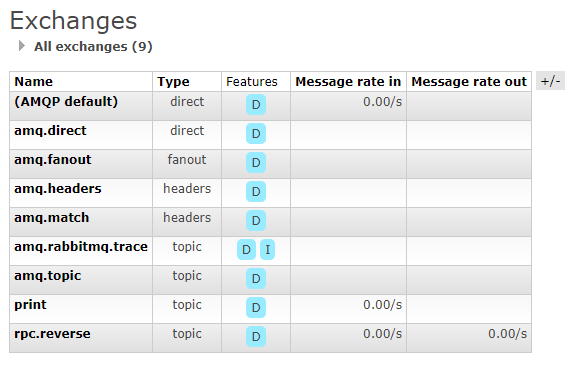 Exchanges
All exchanges (9)
Name Type Features Message rate in Message rate out +/-
(AMQP default) direct D 0.00/s
amq.direct direct D
amq.fanout fanout D
amq.headers headers D
amq.match headers D
amq.rabbitmq.trace topic D I
amq.topic topic D
print topic D 0.00/s
rpc.reverse topic D 0.00/s 0.00/s